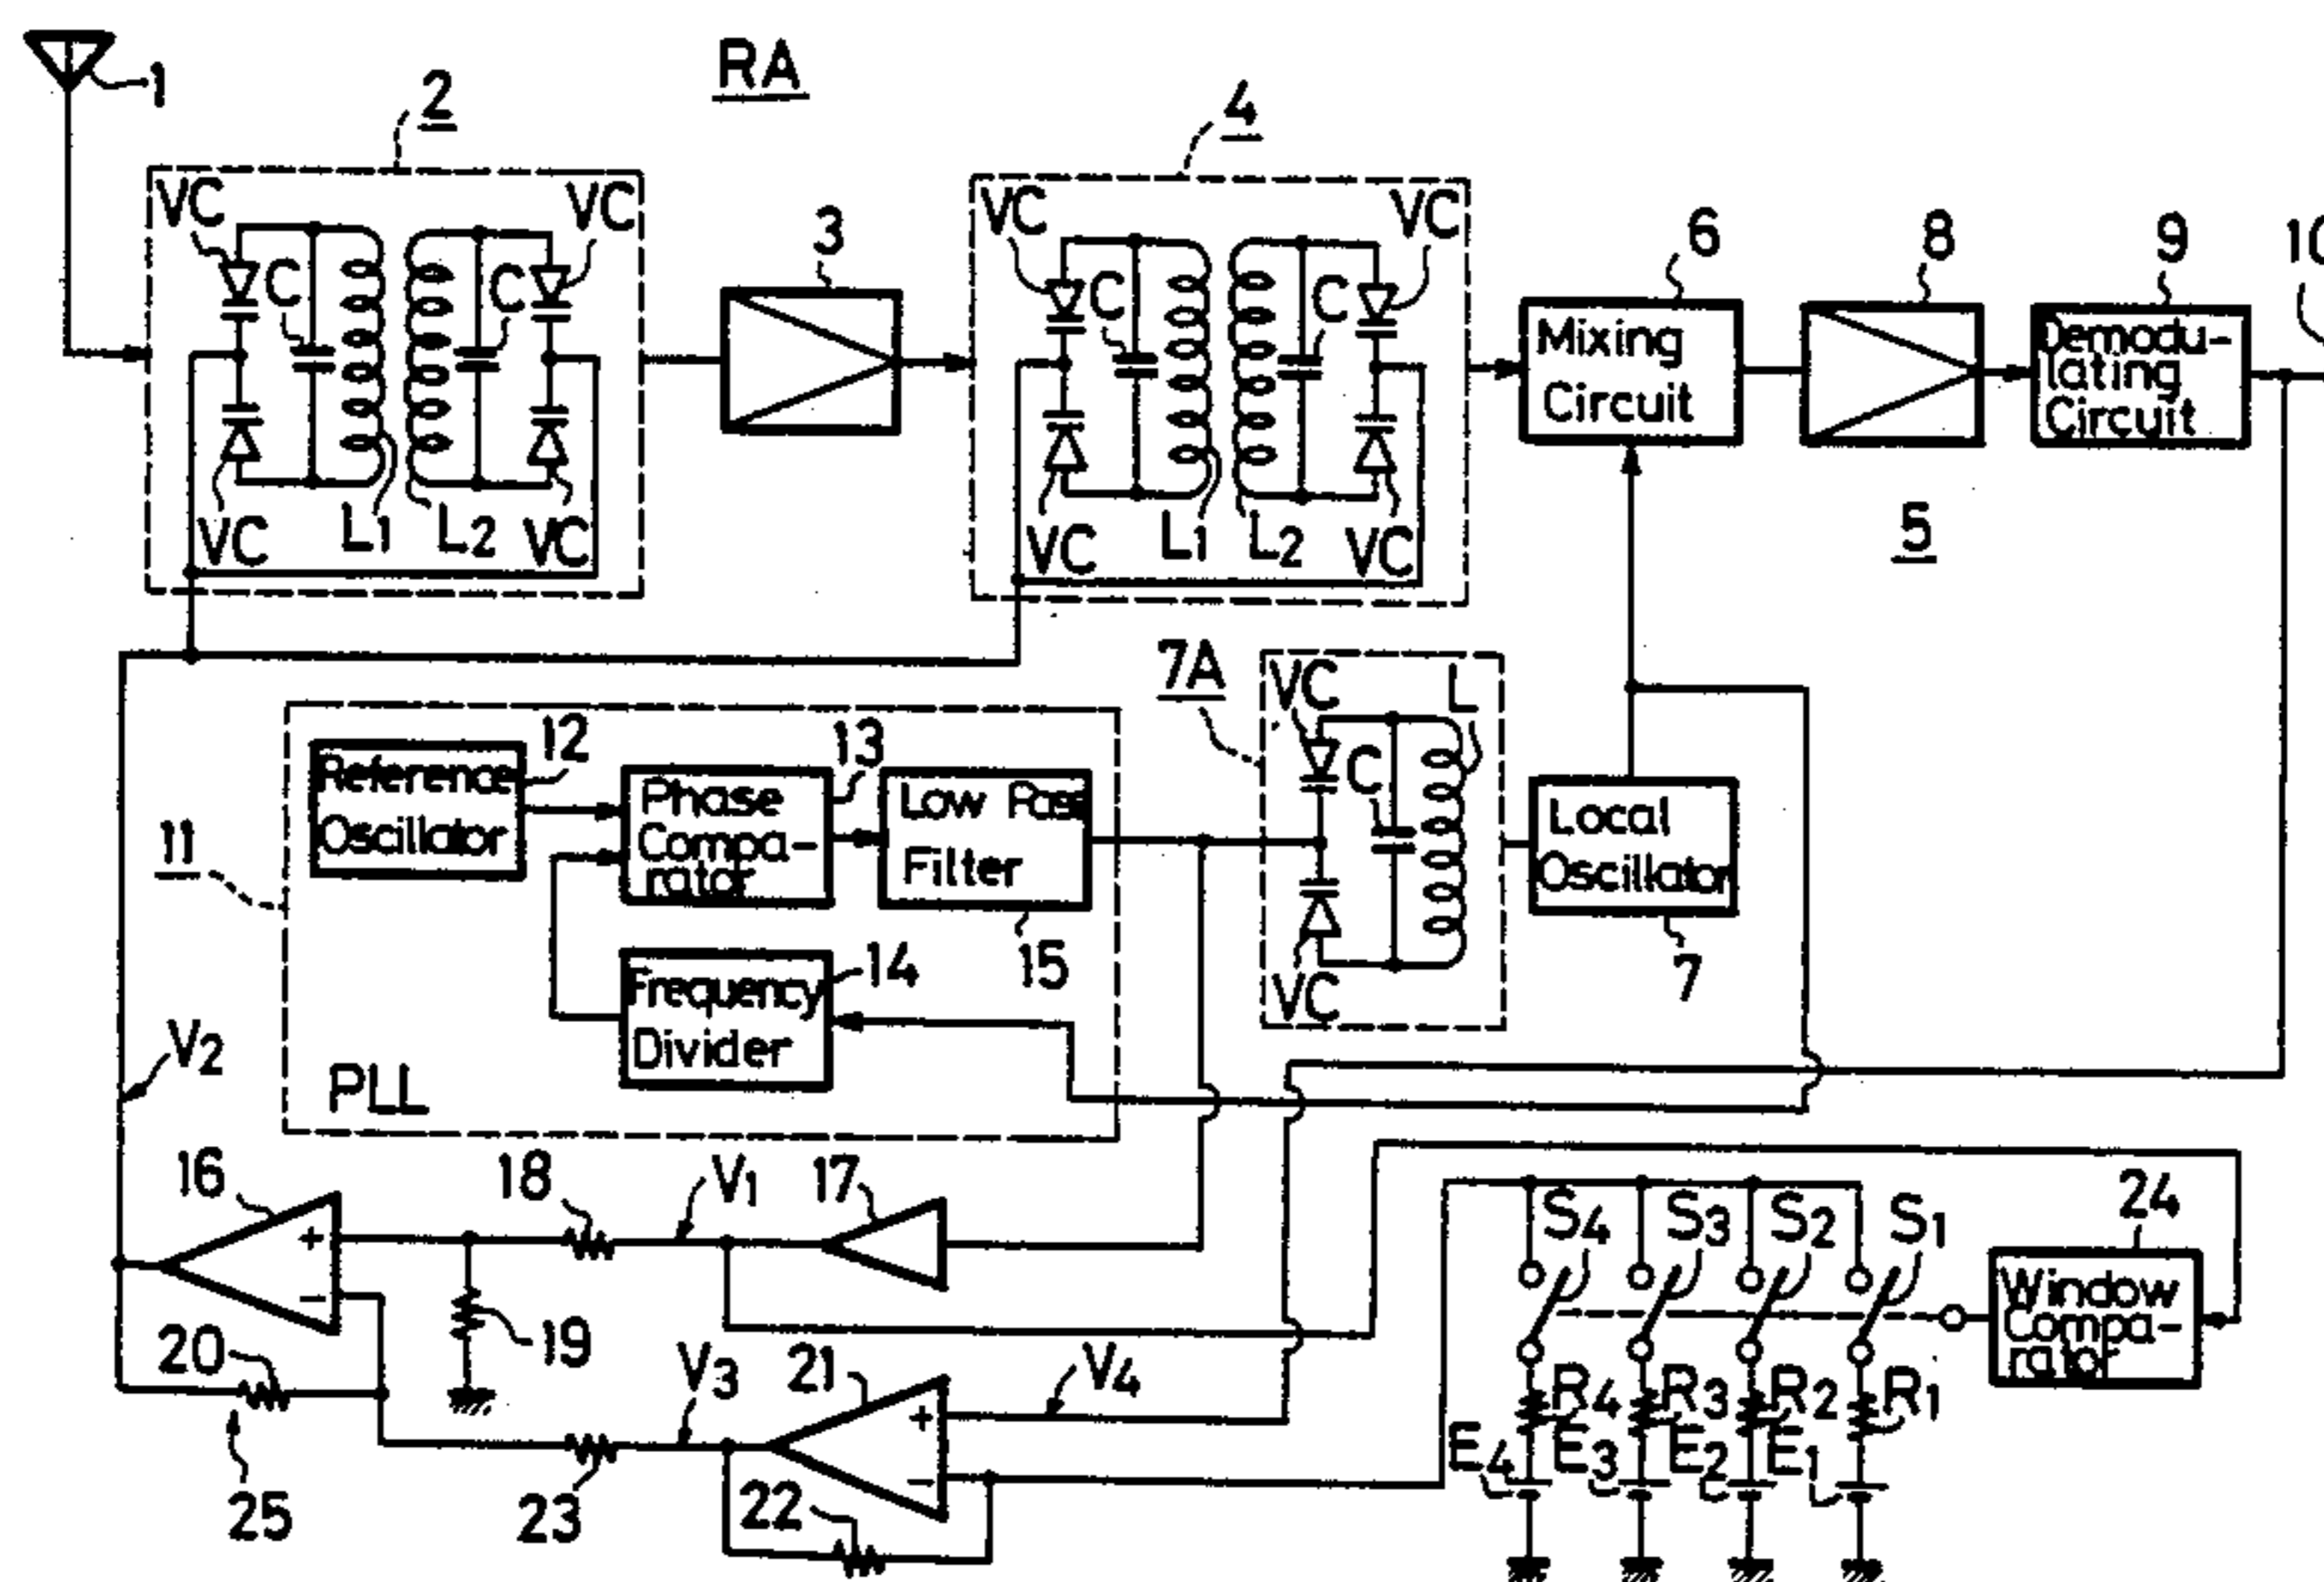 RA
1
2
4
VC VC
VC VC
3
6
8
9
C C
C C
Mixing
Circuit
Demodu-
lating
Circuit
VC L1 L2 VC
VC L1 L2 VC
5
7A
VC L
C
VC
11
12
Reference
Oscillator
13
Phase
Compa-
rator
Low Pass
Filter
15
Local
Oscillator
7
14
Frequency
Divider
PLL
V2
16
+
−
18
V1
17
19
20
25
V3
23
21
+
−
V4
22
S4 S3 S2 S1
24
Window
Compa-
rator
R4 R3 R2 R1
E4 E3 E2 E1